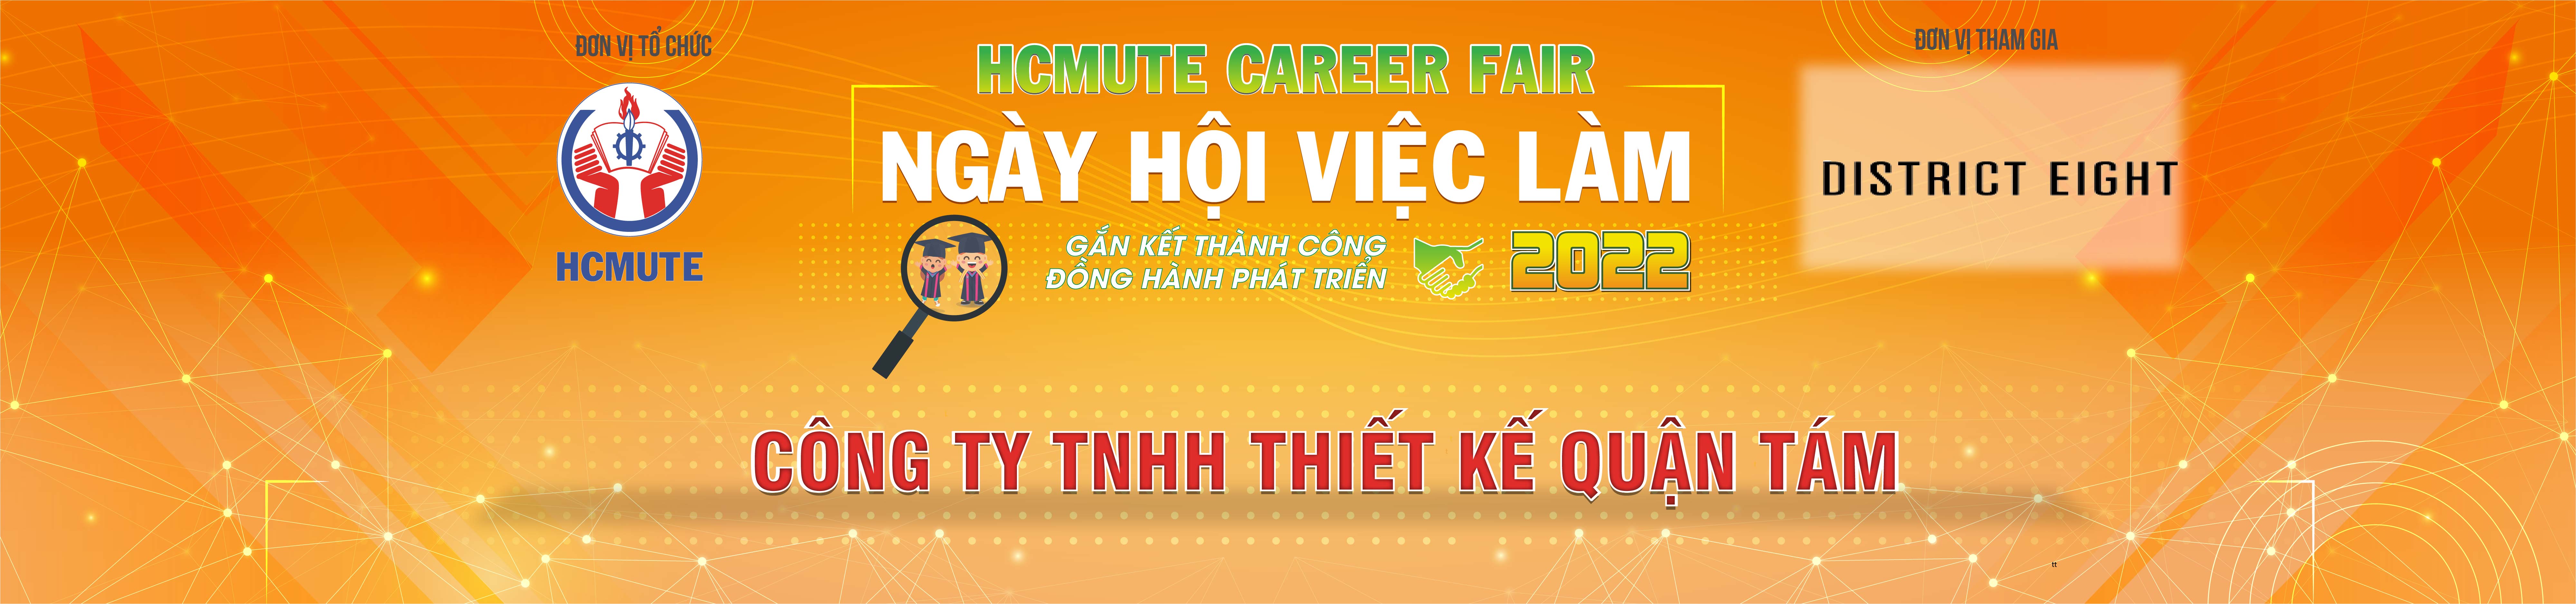 ĐƠN VỊ TỔ CHỨC
HCMUTE
HCMUTE CAREER FAIR
NGÀY HỘI VIỆC LÀM
GẮN KẾT THÀNH CÔNG
ĐỒNG HÀNH PHÁT TRIỂN
2022
ĐƠN VỊ THAM GIA
DISTRICT EIGHT
CÔNG TY TNHH THIẾT KẾ QUẬN TÁM
tt